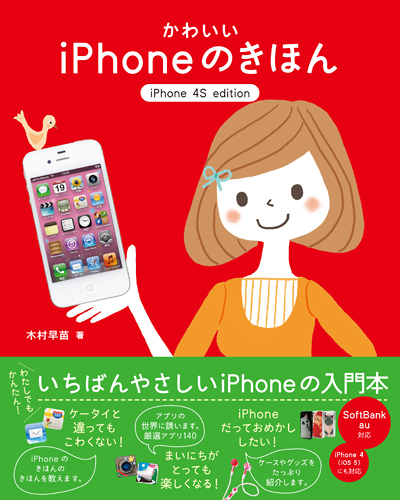 かわいい
iPhoneのきほん
iPhone 4S edition
木村早苗 著
わたしでも
かんたん！
いちばんやさしいiPhoneの入門本
ケータイと
違っても
こわくない！
iPhoneの
きほんの
きほんを教えます。
アプリの
世界に誘います。
厳選アプリ140
まいにちが
とっても
楽しくなる！
iPhone
だっておめかし
したい！
ケースやグッズを
たっぷり
紹介します。
SoftBank
au
対応
iPhone 4
(iOS 5)
にも対応